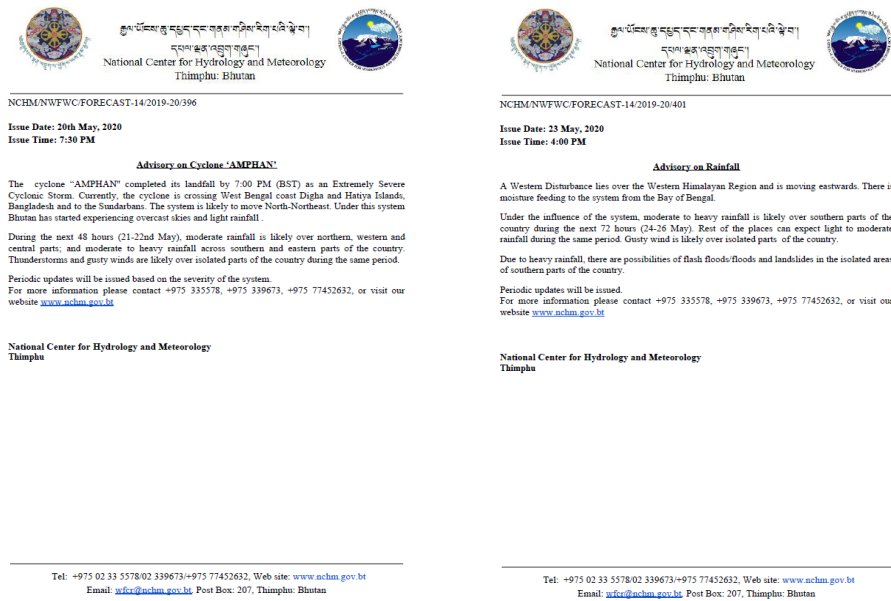 རྒྱལ་ཡོངས་ཆུ་དཔྱད་དང་གནམ་གཤིས་རིག་པའི་ལྟེ་བ།
དཔལ་ལྡན་འབྲུག་གཞུང་།
National Center for Hydrology and Meteorology
Thimphu: Bhutan
NCHM/NWFWC/FORECAST-14/2019-20/396
Issue Date: 20th May, 2020
Issue Time: 7:30 PM
Advisory on Cyclone ‘AMPHAN’
The cyclone “AMPHAN" completed its landfall by 7:00 PM (BST) as an Extremely Severe
Cyclonic Storm. Currently, the cyclone is crossing West Bengal coast Digha and Hatiya Islands,
Bangladesh and to the Sundarbans. The system is likely to move North-Northeast. Under this system
Bhutan has started experiencing overcast skies and light rainfall .
During the next 48 hours (21-22nd May), moderate rainfall is likely over northern, western and
central parts; and moderate to heavy rainfall across southern and eastern parts of the country.
Thunderstorms and gusty winds are likely over isolated parts of the country during the same period.
Periodic updates will be issued based on the severity of the system.
For more information please contact +975 335578, +975 339673, +975 77452632, or visit our
website www.nchm.gov.bt
National Center for Hydrology and Meteorology
Thimphu
Tel: +975 02 33 5578/02 339673/+975 77452632, Web site: www.nchm.gov.bt
Email: wfcr@nchm.gov.bt, Post Box: 207, Thimphu: Bhutan
རྒྱལ་ཡོངས་ཆུ་དཔྱད་དང་གནམ་གཤིས་རིག་པའི་ལྟེ་བ།
དཔལ་ལྡན་འབྲུག་གཞུང་།
National Center for Hydrology and Meteorology
Thimphu: Bhutan
NCHM/NWFWC/FORECAST-14/2019-20/401
Issue Date: 23 May, 2020
Issue Time: 4:00 PM
Advisory on Rainfall
A Western Disturbance lies over the Western Himalayan Region and is moving eastwards. There is
moisture feeding to the system from the Bay of Bengal.
Under the influence of the system, moderate to heavy rainfall is likely over southern parts of the
country during the next 72 hours (24-26 May). Rest of the places can expect light to moderate
rainfall during the same period. Gusty wind is likely over isolated parts of the country.
Due to heavy rainfall, there are possibilities of flash floods/floods and landslides in the isolated areas
of southern parts of the country.
Periodic updates will be issued.
For more information please contact +975 335578, +975 339673, +975 77452632, or visit our
website www.nchm.gov.bt
National Center for Hydrology and Meteorology
Thimphu
Tel: +975 02 33 5578/02 339673/+975 77452632, Web site: www.nchm.gov.bt
Email: wfcr@nchm.gov.bt, Post Box: 207, Thimphu: Bhutan